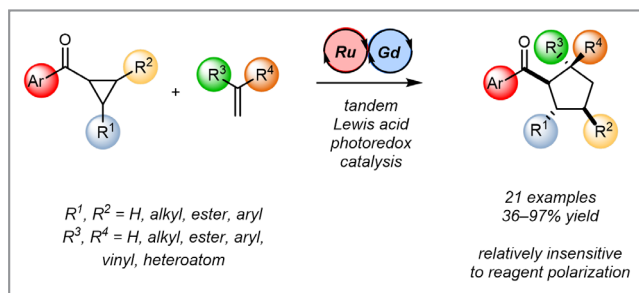 O
Ar
R2
R1
+
R3
R4
Ru
Gd
tandem
Lewis acid
photoredox
catalysis
O
R3
R4
Ar
R1
R2
R1, R2 = H, alkyl, ester, aryl
R3, R4 = H, alkyl, ester, aryl,
vinyl, heteroatom
21 examples
36–97% yield
relatively insensitive
to reagent polarization